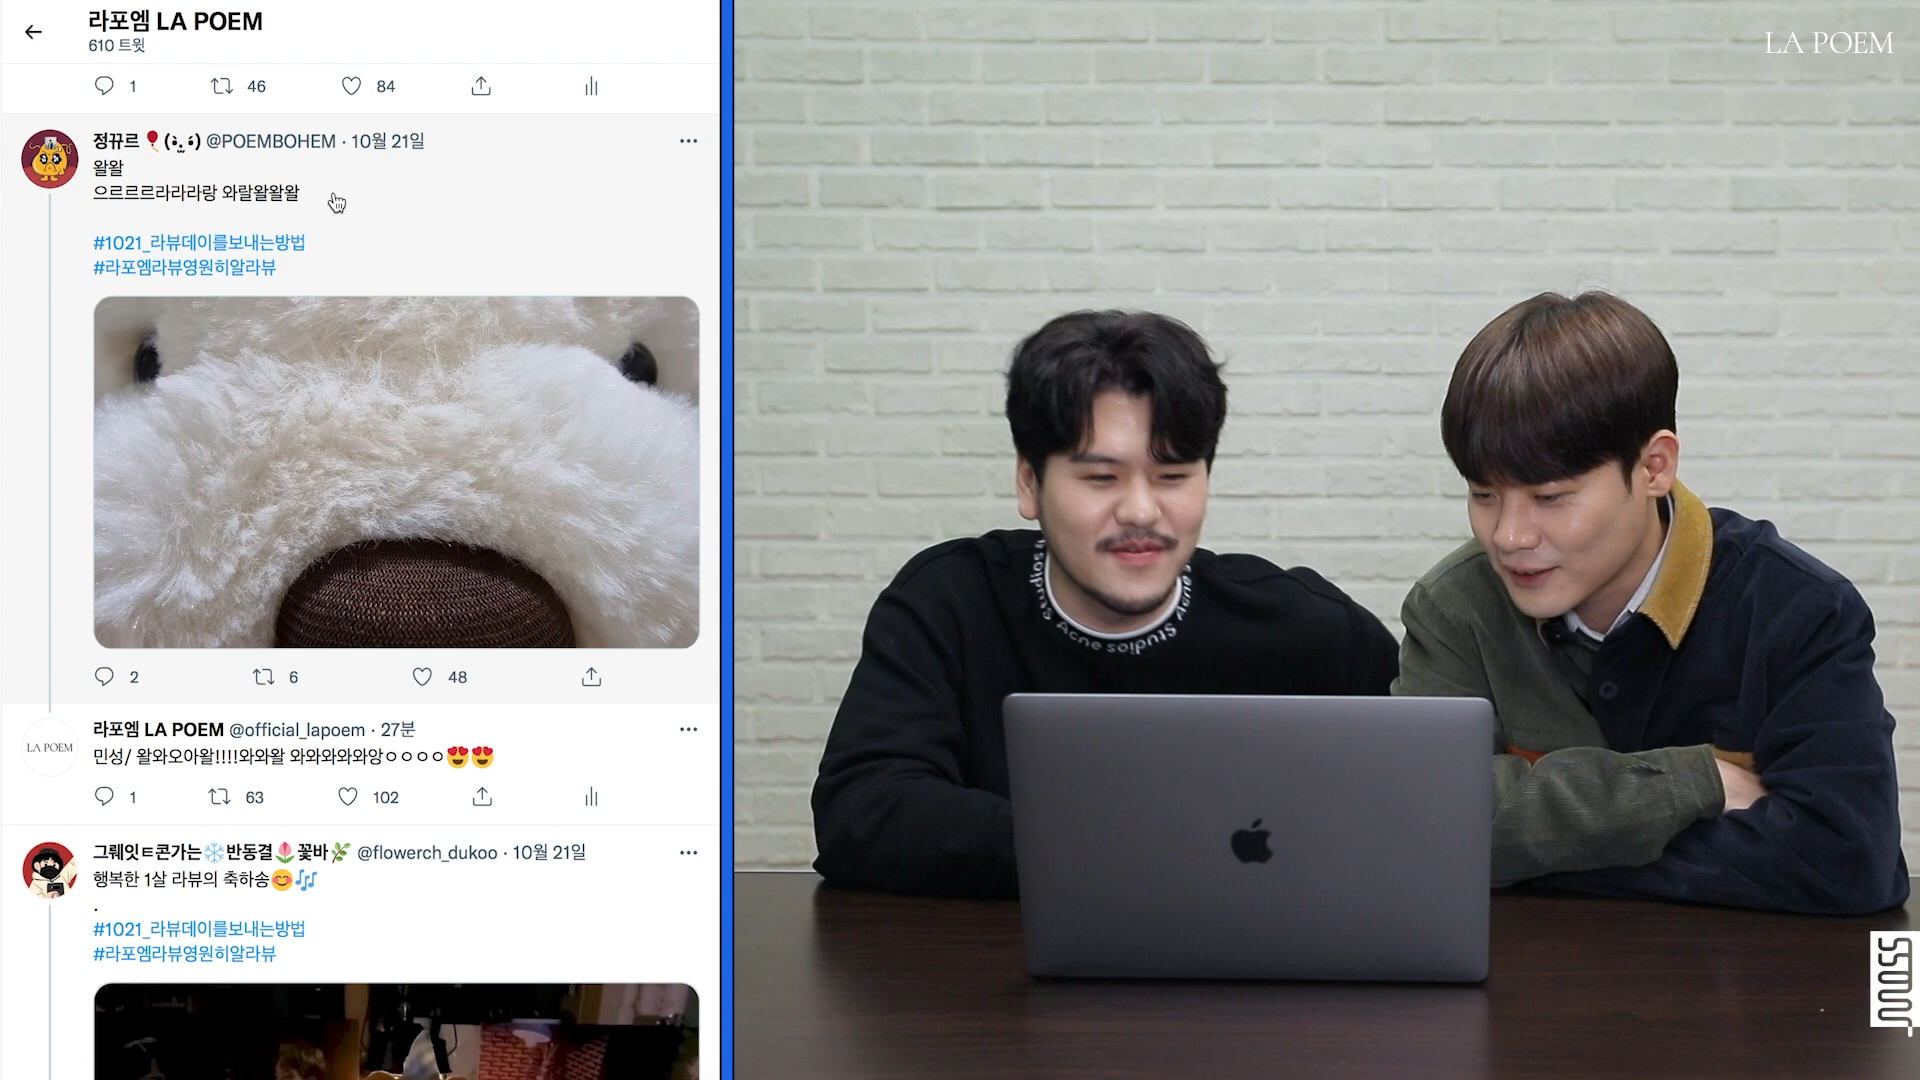 라포엠 LA POEM
610 트윗
1 46 84
정뀨르🎈(•̀ᴗ•́) @POEMBOHEM · 10월 21일
왈왈
으르르르라라라랑 와랄왈왈왈
#1021_라뷰데이를보내는방법
#라포엠라뷰영원히알라뷰
2 6 48
LA POEM
라포엠 LA POEM @official_lapoem · 27분
민성/ 왈와오아왈!!!!와와왈 와와와와와앙ㅇㅇㅇㅇ😍😍
1 63 102
그뤠잇ㅌ콘가는❄️반동결🌷꽃바🌿 @flowerch_dukoo · 10월 21일
행복한 1살 라뷰의 축하송😊🎶
.
#1021_라뷰데이를보내는방법
#라포엠라뷰영원히알라뷰
LA POEM
Acne Studios